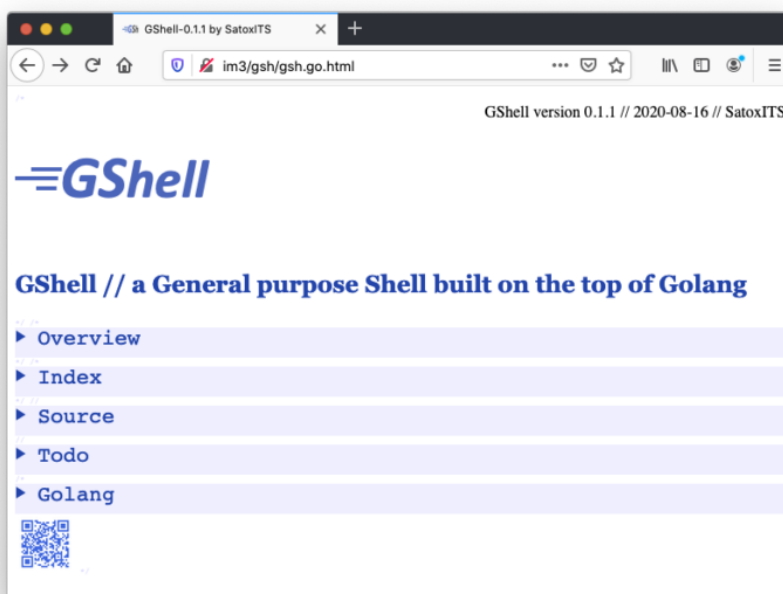 GShell-0.1.1 by SatoxITS
im3/gsh/gsh.go.html
/*
GShell version 0.1.1 // 2020-08-16 // SatoxITS
GShell
GShell // a General purpose Shell built on the top of Golang
*/ /*
Overview
*/ /*
Index
*/ //
Source
//
Todo
/*
Golang
*/